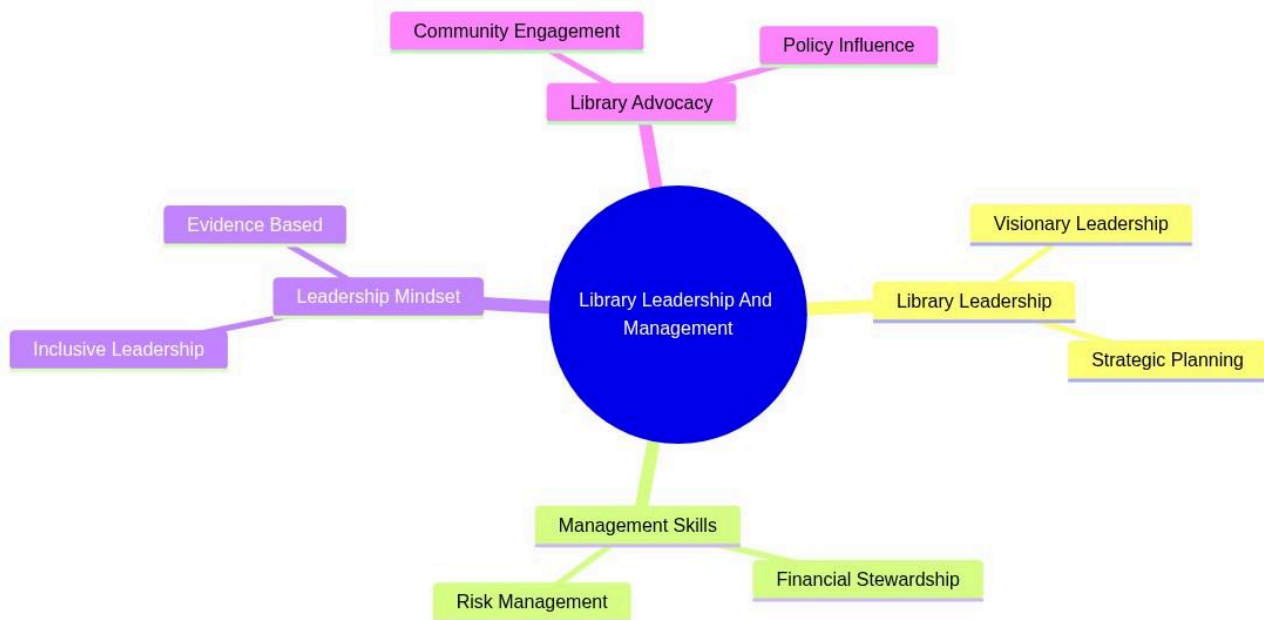 Community Engagement
Policy Influence
Library Advocacy
Evidence Based
Visionary Leadership
Leadership Mindset
Library Leadership And
Management
Library Leadership
Inclusive Leadership
Strategic Planning
Management Skills
Financial Stewardship
Risk Management